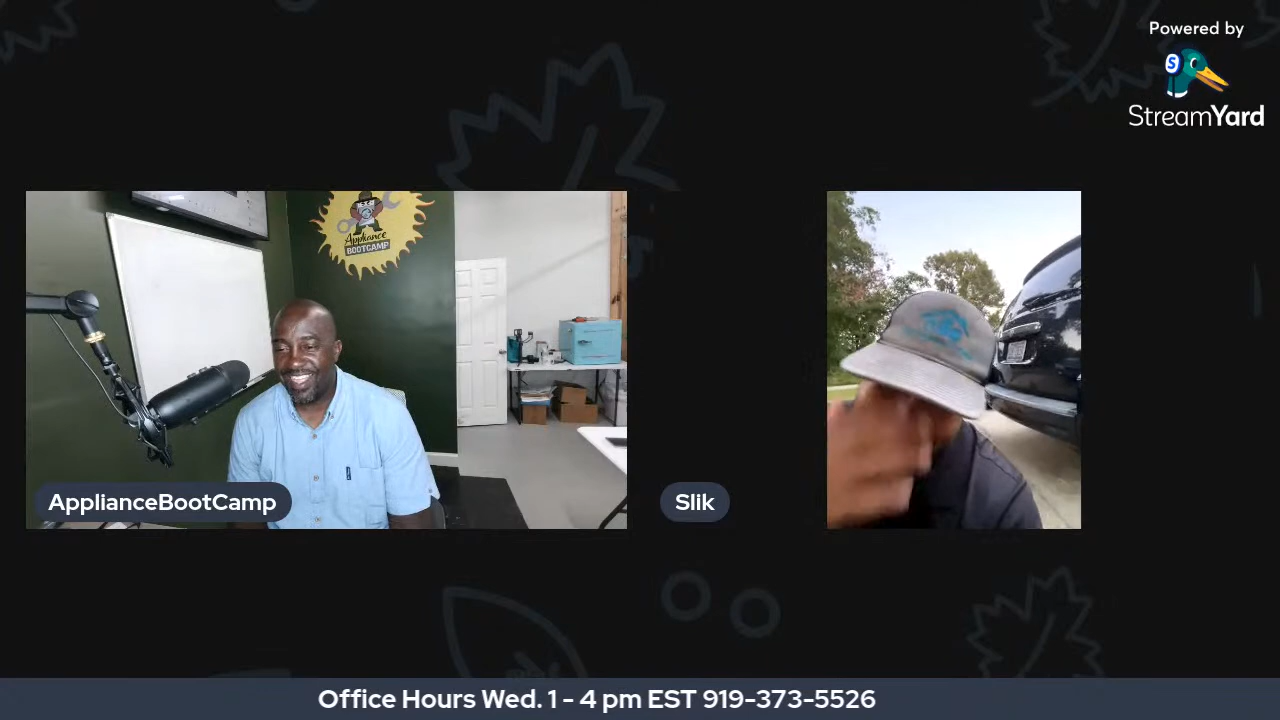 Powered by
S
StreamYard
Appliance
BOOTCAMP
ApplianceBootCamp
Slik
Office Hours Wed. 1 - 4 pm EST 919-373-5526